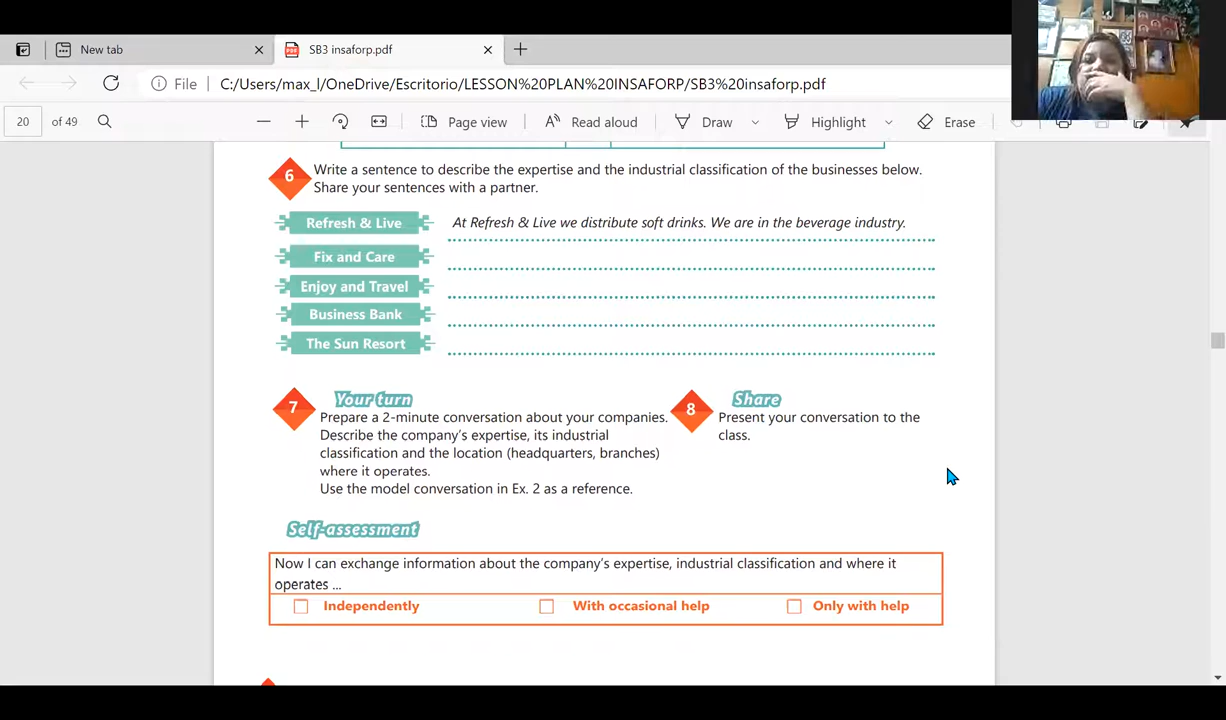 New tab
SB3 insaforp.pdf
File C:/Users/max_l/OneDrive/Escritorio/LESSON%20PLAN%20INSAFORP/SB3%20insaforp.pdf
20 of 49 Page view Read aloud Draw Highlight Erase
6 Write a sentence to describe the expertise and the industrial classification of the businesses below.
Share your sentences with a partner.
Refresh & Live At Refresh & Live we distribute soft drinks. We are in the beverage industry.
Fix and Care
Enjoy and Travel
Business Bank
The Sun Resort
7 Your turn
Prepare a 2-minute conversation about your companies.
Describe the company's expertise, its industrial
classification and the location (headquarters, branches)
where it operates.
Use the model conversation in Ex. 2 as a reference.
8 Share
Present your conversation to the
class.
Self-assessment
Now I can exchange information about the company's expertise, industrial classification and where it
operates ...
Independently With occasional help Only with help